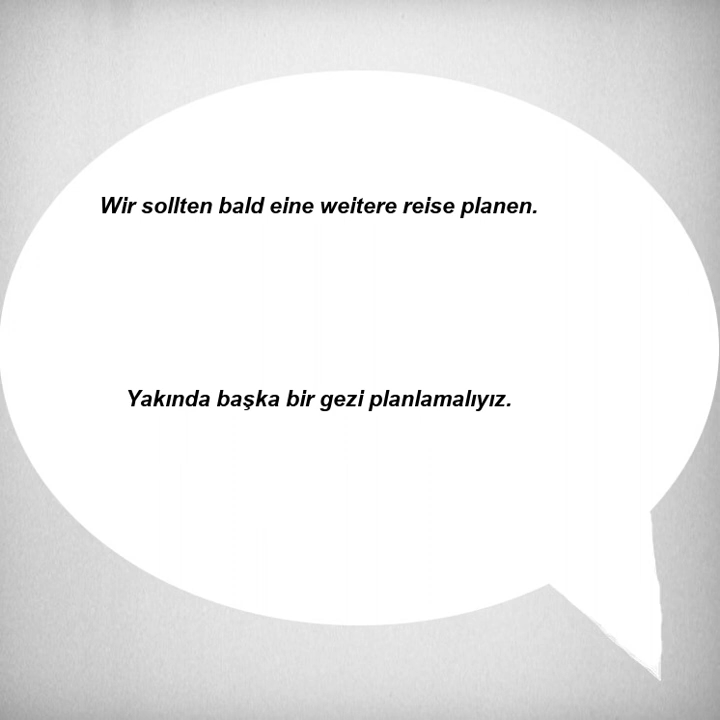 Wir sollten bald eine weitere reise planen.
Yakında başka bir gezi planlamalıyız.